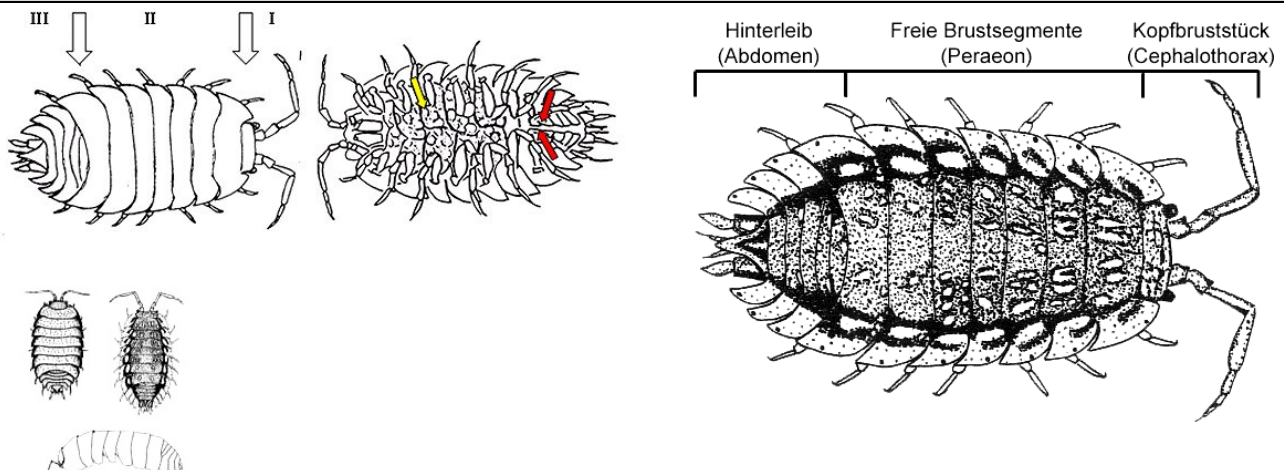 III
II
I
Hinterleib
(Abdomen)
Freie Brustsegmente
(Peraeon)
Kopfbruststück
(Cephalothorax)